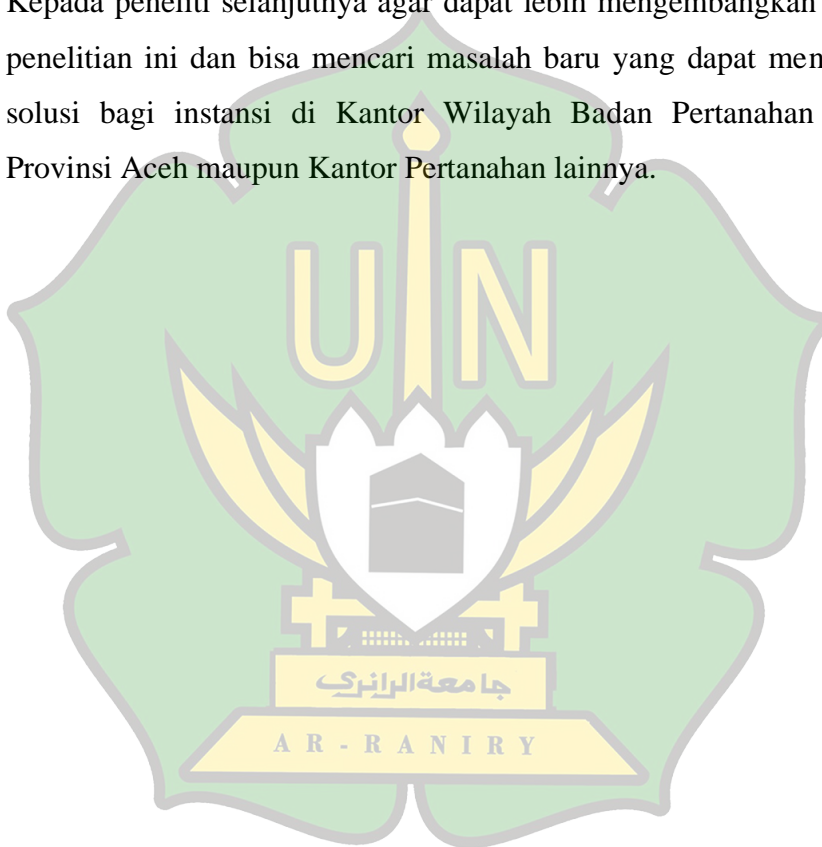 Kepada peneliti selanjutnya agar dapat lebih mengembangkan
penelitian ini dan bisa mencari masalah baru yang dapat men
solusi bagi instansi di Kantor Wilayah Badan Pertanahan
Provinsi Aceh maupun Kantor Pertanahan lainnya.
UIN
جامعة الرانري
AR-RANIRY